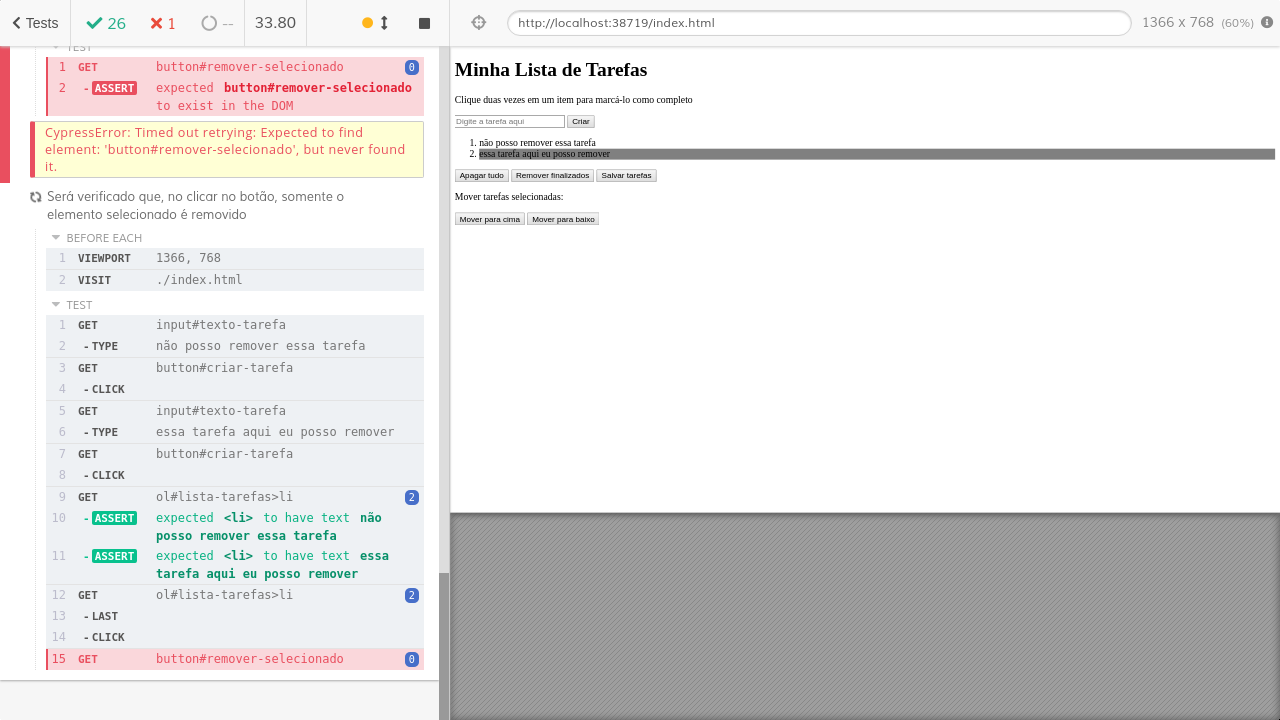 Tests 26 1 -- 33.80
TEST
1 GET button#remover-selecionado 0
2 -ASSERT expected button#remover-selecionado
to exist in the DOM
CypressError: Timed out retrying: Expected to find
element: 'button#remover-selecionado', but never found
it.
Será verificado que, no clicar no botão, somente o
elemento selecionado é removido
BEFORE EACH
1 VIEWPORT 1366, 768
2 VISIT ./index.html
TEST
1 GET input#texto-tarefa
2 -TYPE não posso remover essa tarefa
3 GET button#criar-tarefa
4 -CLICK
5 GET input#texto-tarefa
6 -TYPE essa tarefa aqui eu posso remover
7 GET button#criar-tarefa
8 -CLICK
9 GET ol#lista-tarefas>li 2
10 -ASSERT expected <li> to have text não
posso remover essa tarefa
11 -ASSERT expected <li> to have text essa
tarefa aqui eu posso remover
12 GET ol#lista-tarefas>li 2
13 -LAST
14 -CLICK
15 GET button#remover-selecionado 0
http://localhost:38719/index.html 1366 x 768 (60%)
Minha Lista de Tarefas
Clique duas vezes em um item para marcá-lo como completo
Digite a tarefa aqui Criar
1. não posso remover essa tarefa
2. essa tarefa aqui eu posso remover
Apagar tudo Remover finalizados Salvar tarefas
Mover tarefas selecionadas:
Mover para cima Mover para baixo